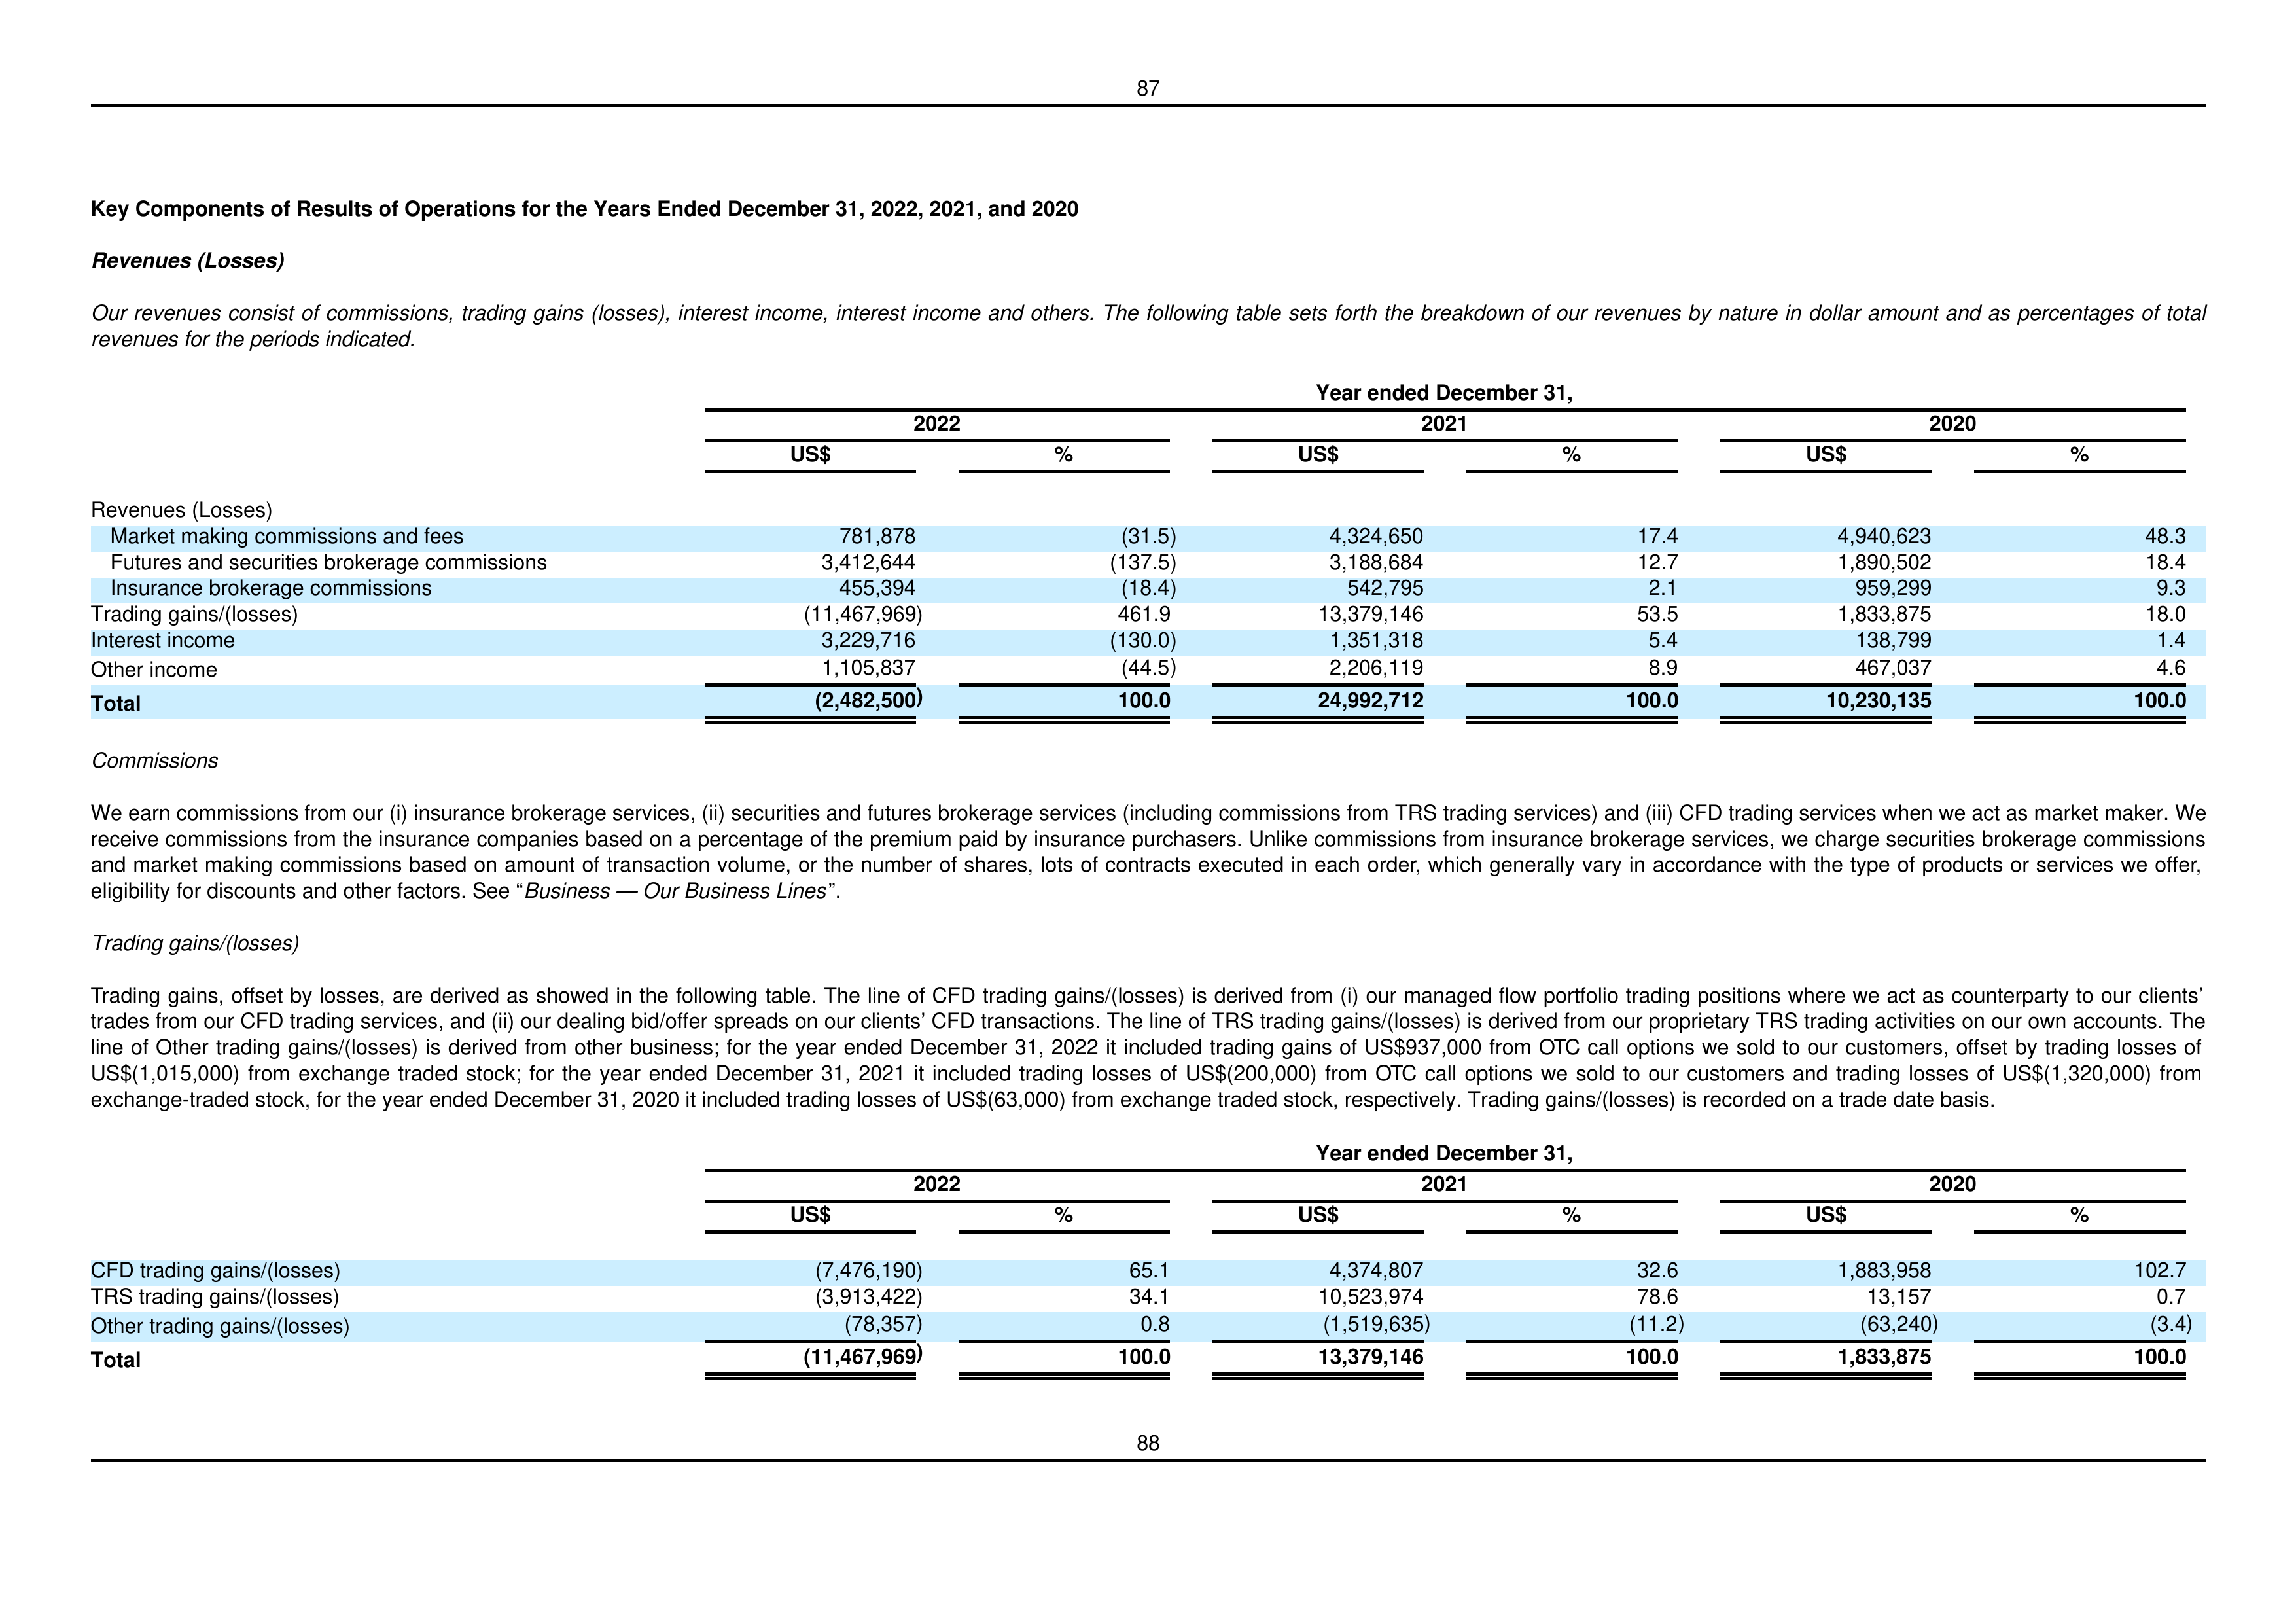 87
Key Components of Results of Operations for the Years Ended December 31, 2022, 2021, and 2020
Revenues (Losses)
Our revenues consist of commissions, trading gains (losses), interest income, interest income and others. The following table sets forth the breakdown of our revenues by nature in dollar amount and as percentages of total
revenues for the periods indicated.
Year ended December 31,
2022 2021 2020
US$ % US$ % US$ %
Revenues (Losses)
Market making commissions and fees 781,878 (31.5) 4,324,650 17.4 4,940,623 48.3
Futures and securities brokerage commissions 3,412,644 (137.5) 3,188,684 12.7 1,890,502 18.4
Insurance brokerage commissions 455,394 (18.4) 542,795 2.1 959,299 9.3
Trading gains/(losses) (11,467,969) 461.9 13,379,146 53.5 1,833,875 18.0
Interest income 3,229,716 (130.0) 1,351,318 5.4 138,799 1.4
Other income 1,105,837 (44.5) 2,206,119 8.9 467,037 4.6
Total (2,482,500) 100.0 24,992,712 100.0 10,230,135 100.0
Commissions
We earn commissions from our (i) insurance brokerage services, (ii) securities and futures brokerage services (including commissions from TRS trading services) and (iii) CFD trading services when we act as market maker. We
receive commissions from the insurance companies based on a percentage of the premium paid by insurance purchasers. Unlike commissions from insurance brokerage services, we charge securities brokerage commissions
and market making commissions based on amount of transaction volume, or the number of shares, lots of contracts executed in each order, which generally vary in accordance with the type of products or services we offer,
eligibility for discounts and other factors. See “Business — Our Business Lines”.
Trading gains/(losses)
Trading gains, offset by losses, are derived as showed in the following table. The line of CFD trading gains/(losses) is derived from (i) our managed flow portfolio trading positions where we act as counterparty to our clients’
trades from our CFD trading services, and (ii) our dealing bid/offer spreads on our clients’ CFD transactions. The line of TRS trading gains/(losses) is derived from our proprietary TRS trading activities on our own accounts. The
line of Other trading gains/(losses) is derived from other business; for the year ended December 31, 2022 it included trading gains of US$937,000 from OTC call options we sold to our customers, offset by trading losses of
US$(1,015,000) from exchange traded stock; for the year ended December 31, 2021 it included trading losses of US$(200,000) from OTC call options we sold to our customers and trading losses of US$(1,320,000) from
exchange-traded stock, for the year ended December 31, 2020 it included trading losses of US$(63,000) from exchange traded stock, respectively. Trading gains/(losses) is recorded on a trade date basis.
Year ended December 31,
2022 2021 2020
US$ % US$ % US$ %
CFD trading gains/(losses) (7,476,190) 65.1 4,374,807 32.6 1,883,958 102.7
TRS trading gains/(losses) (3,913,422) 34.1 10,523,974 78.6 13,157 0.7
Other trading gains/(losses) (78,357) 0.8 (1,519,635) (11.2) (63,240) (3.4)
Total (11,467,969) 100.0 13,379,146 100.0 1,833,875 100.0
88